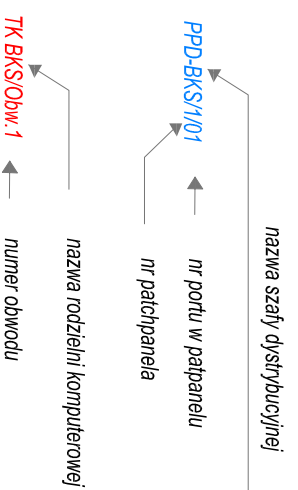 nazwa szafy dystrybucyjnej
PPD-BKS/1/01
nr portu w patpanelu
nr patchpanela
nazwa rodzielni komputerowej
TK BKS/Obw.1
numer obwodu